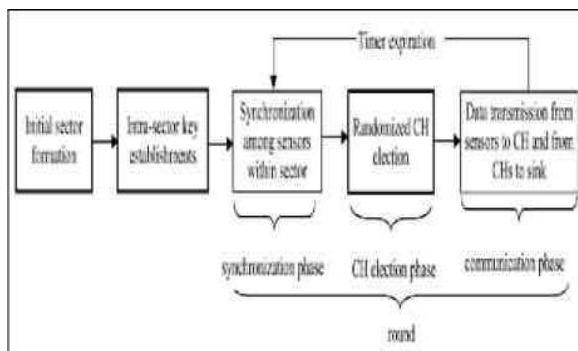 Timer expiration
Initial sector
formation
Intra-sector key
establishments
Synchronization
among sensors
within sector
Randomized CH
election
Data transmission from
sensors to CH and from
CHs to sink
synchronization phase
CH election phase
communication phase
round